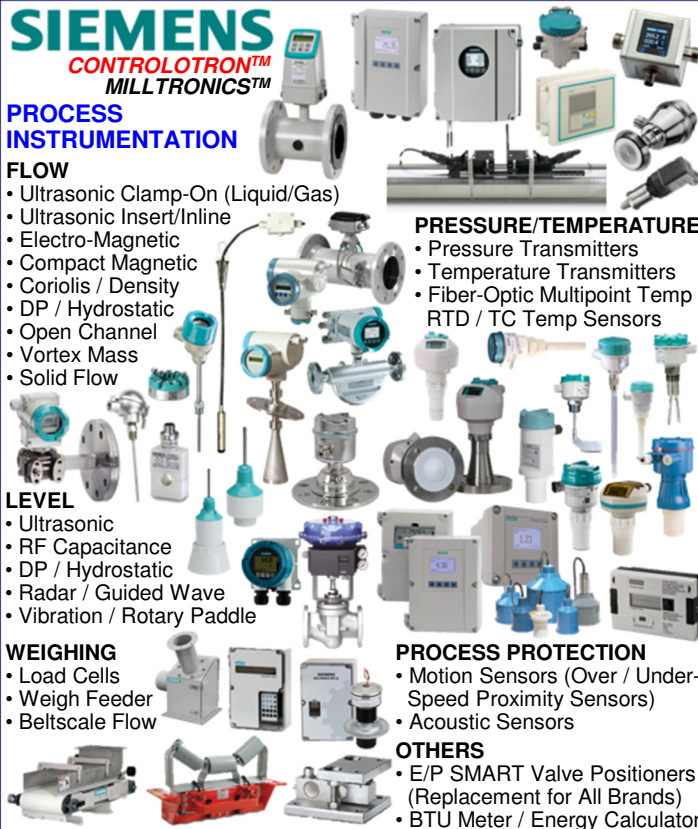 SIEMENS
CONTROLOTRON™
MILLTRONICS™
PROCESS
INSTRUMENTATION
FLOW
• Ultrasonic Clamp-On (Liquid/Gas)
• Ultrasonic Insert/Inline
• Electro-Magnetic
• Compact Magnetic
• Coriolis / Density
• DP / Hydrostatic
• Open Channel
• Vortex Mass
• Solid Flow
PRESSURE/TEMPERATURE
• Pressure Transmitters
• Temperature Transmitters
• Fiber-Optic Multipoint Temp
RTD / TC Temp Sensors
LEVEL
• Ultrasonic
• RF Capacitance
• DP / Hydrostatic
• Radar / Guided Wave
• Vibration / Rotary Paddle
WEIGHING
• Load Cells
• Weigh Feeder
• Beltscale Flow
PROCESS PROTECTION
• Motion Sensors (Over / Under-
Speed Proximity Sensors)
• Acoustic Sensors
OTHERS
• E/P SMART Valve Positioners
(Replacement for All Brands)
• BTU Meter / Energy Calculator